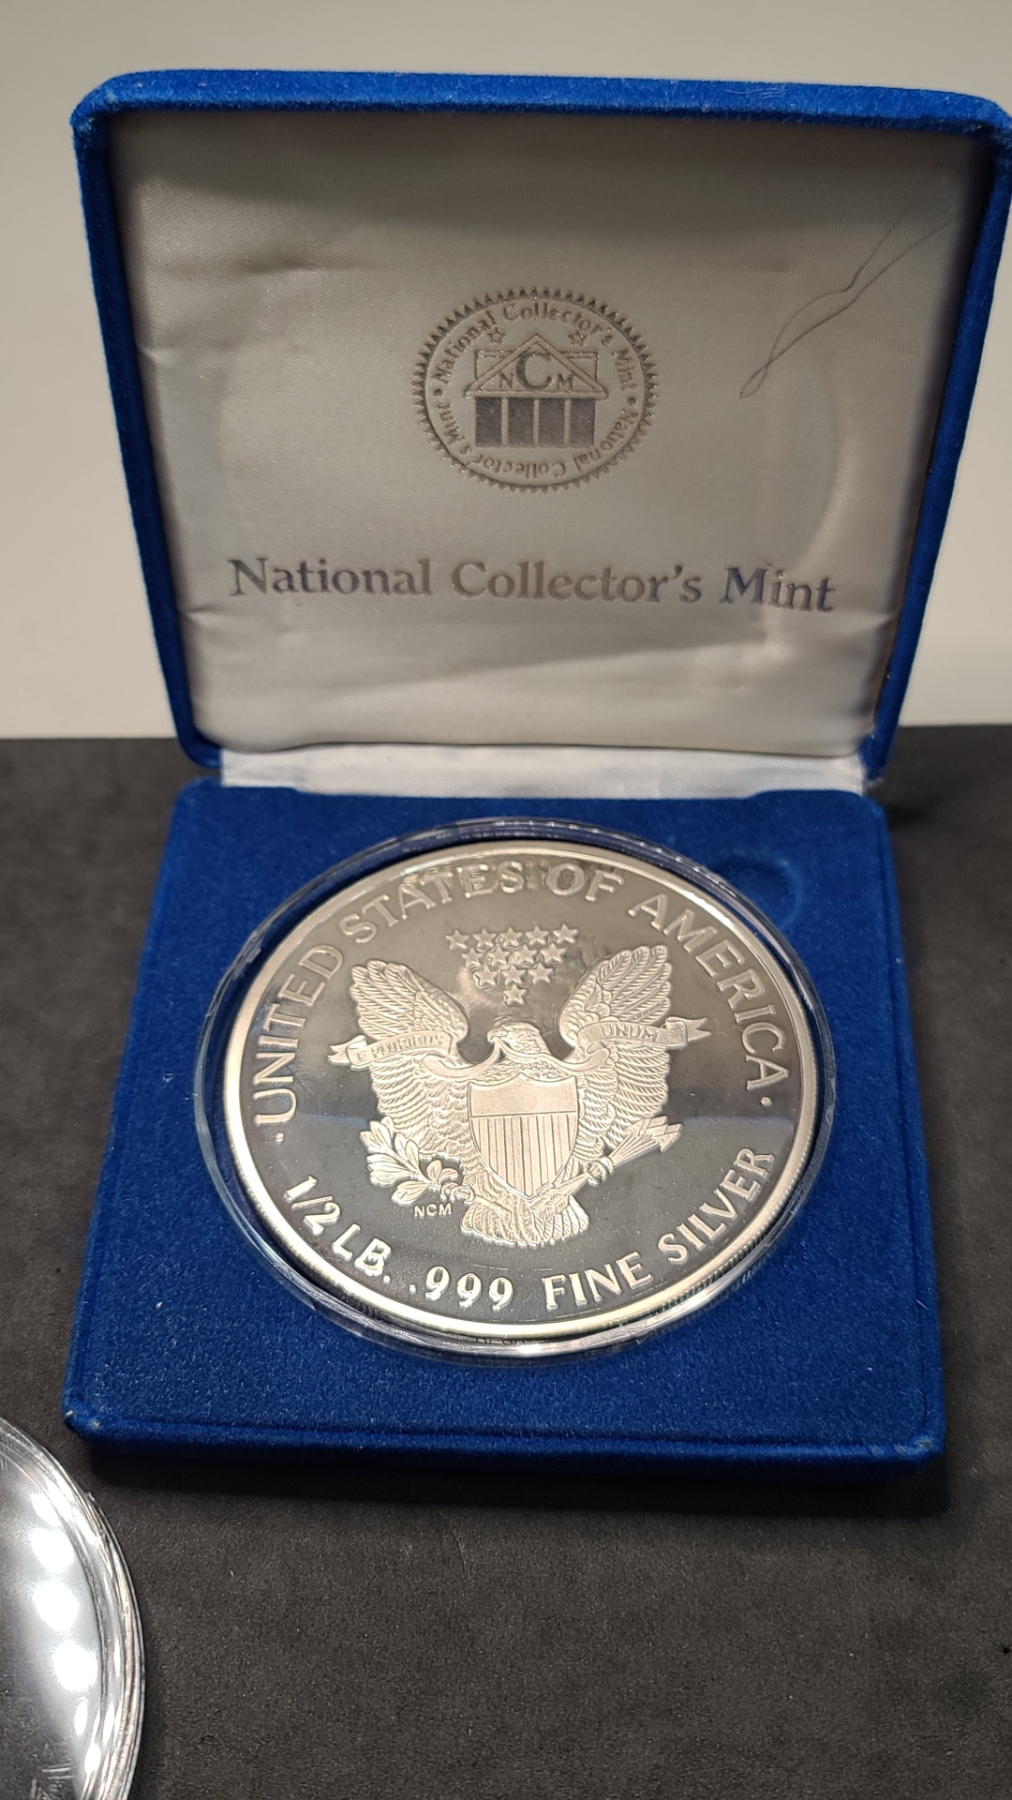 National Collector's Mint • National Collector's Mint •
NCM
National Collector's Mint
· UNITED STATES OF AMERICA ·
E PLURIBUS UNUM
NCM
1/2 LB. .999 FINE SILVER